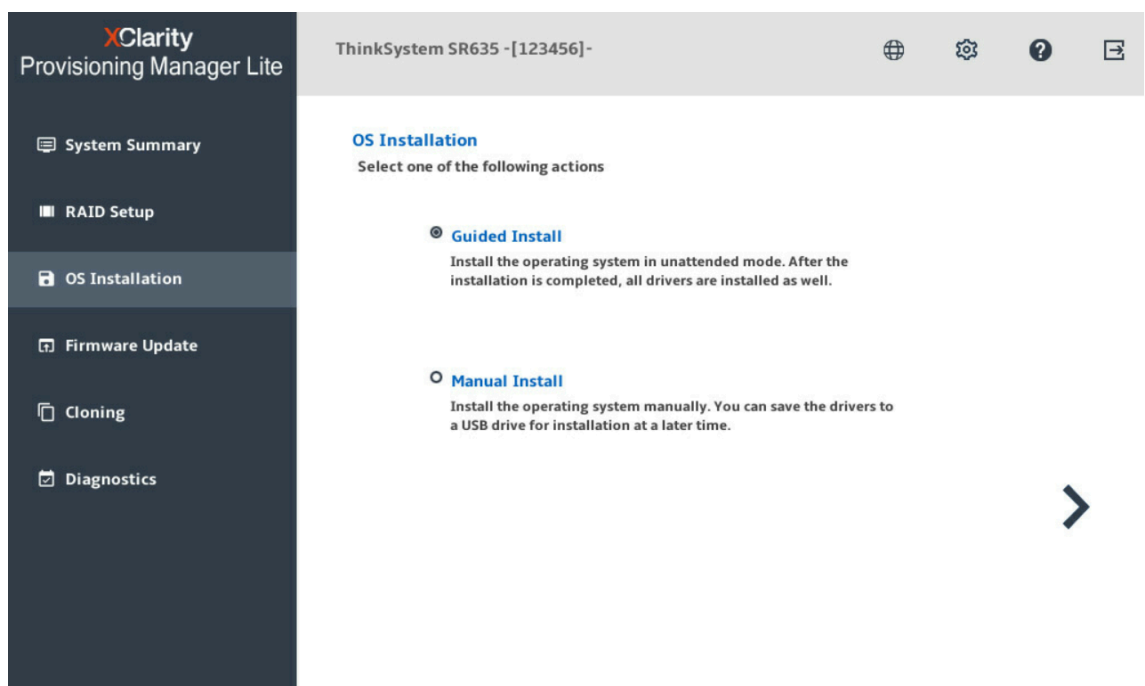 XClarity
Provisioning Manager Lite
ThinkSystem SR635 -[123456]-
System Summary
RAID Setup
OS Installation
Firmware Update
Cloning
Diagnostics
OS Installation
Select one of the following actions
Guided Install
Install the operating system in unattended mode. After the
installation is completed, all drivers are installed as well.
Manual Install
Install the operating system manually. You can save the drivers to
a USB drive for installation at a later time.